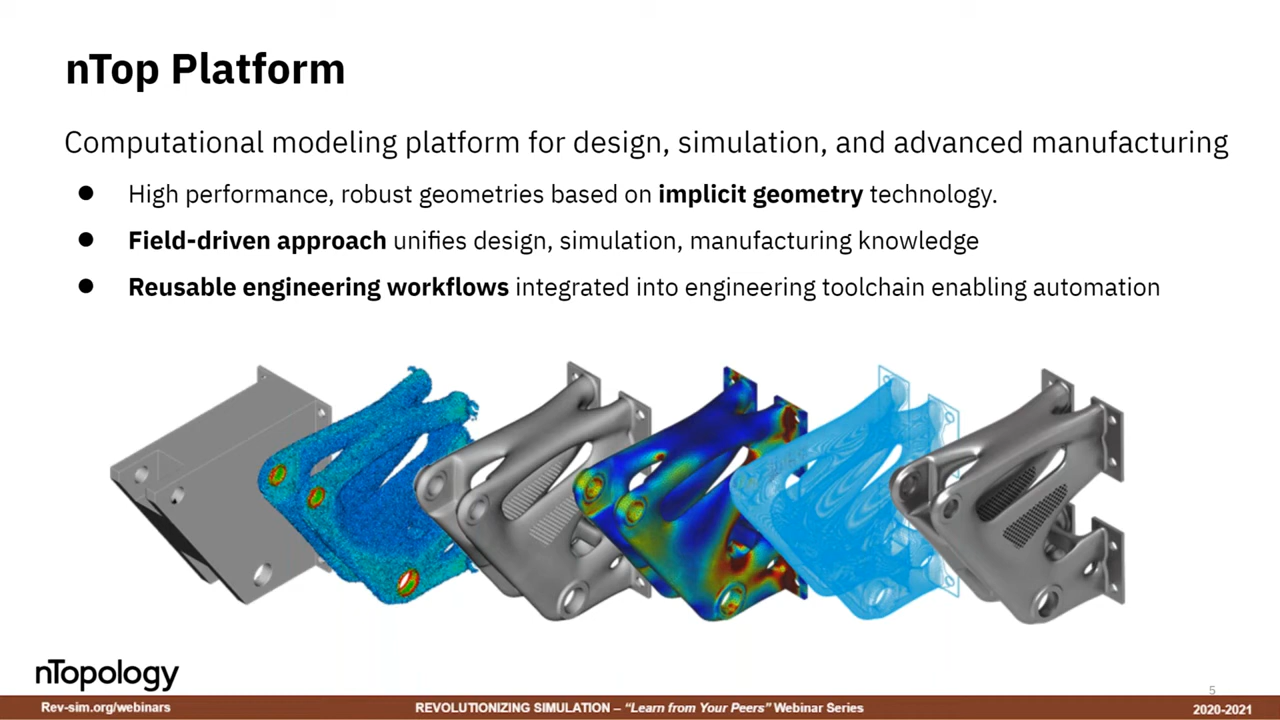 nTop Platform
Computational modeling platform for design, simulation, and advanced manufacturing
● High performance, robust geometries based on implicit geometry technology.
● Field-driven approach unifies design, simulation, manufacturing knowledge
● Reusable engineering workflows integrated into engineering toolchain enabling automation
nTopology
5
Rev-sim.org/webinars
REVOLUTIONIZING SIMULATION – “Learn from Your Peers” Webinar Series
2020-2021